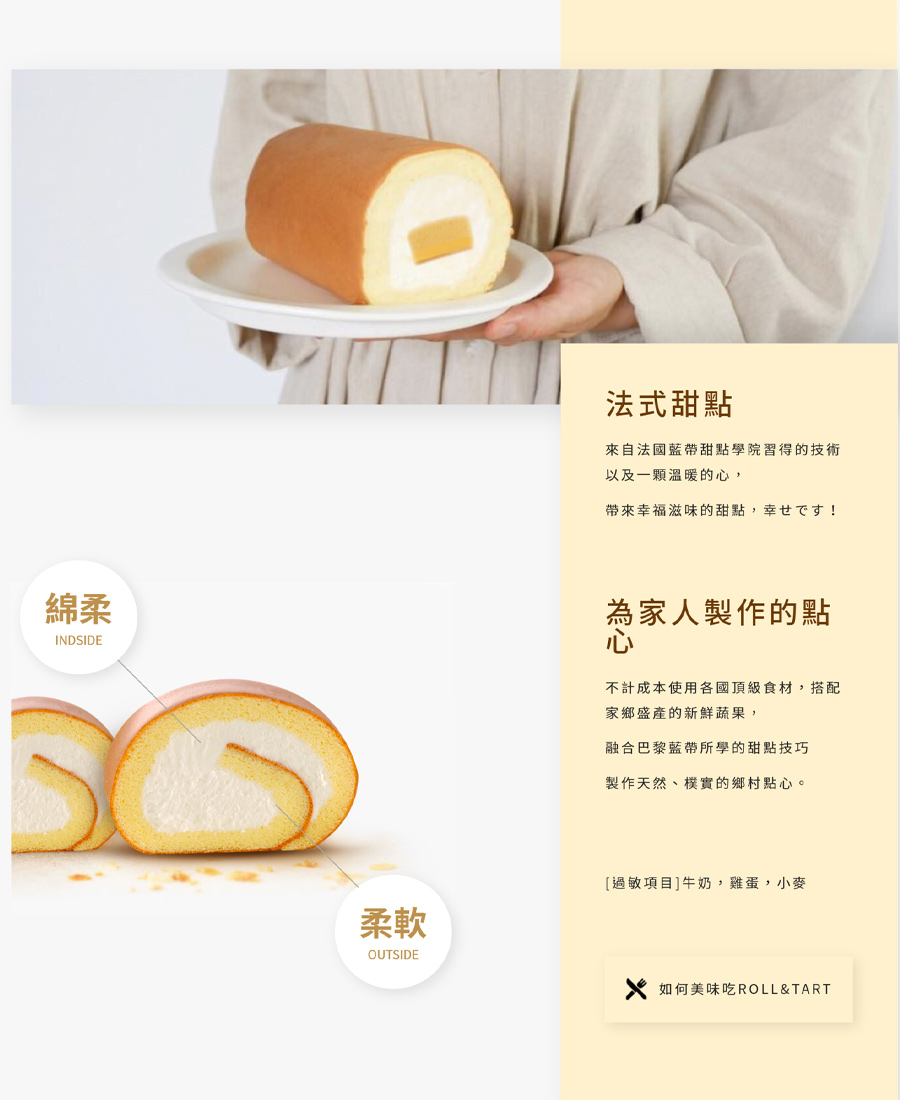 法式甜點
來自法國藍帶甜點學院習得的技術
以及一顆溫暖的心，
帶來幸福滋味的甜點，幸せです！
綿柔
INDSIDE
為家人製作的點
心
不計成本使用各國頂級食材，搭配
家鄉盛產的新鮮蔬果，
融合巴黎藍帶所學的甜點技巧
製作天然、樸實的鄉村點心。
[過敏項目]牛奶，雞蛋，小麥
柔軟
OUTSIDE
如何美味吃ROLL&TART